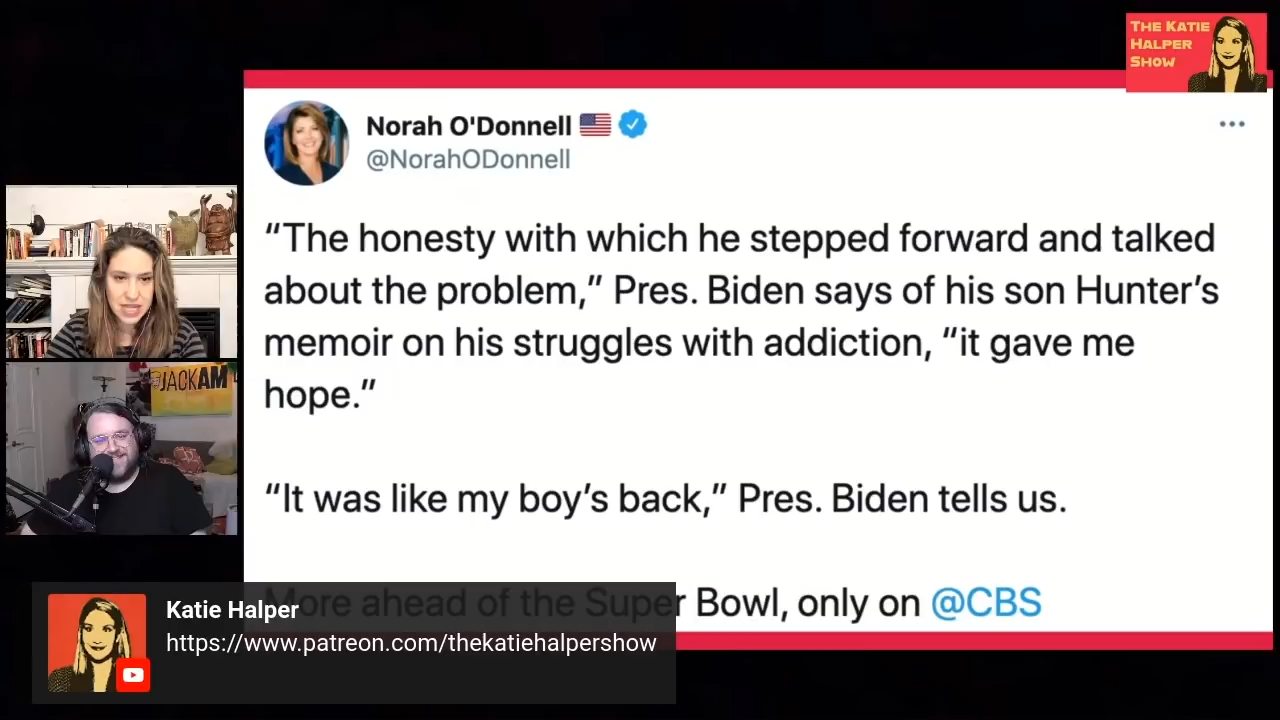 THE KATIE
HALPER
SHOW
Norah O'Donnell
@NorahODonnell
“The honesty with which he stepped forward and talked
about the problem,” Pres. Biden says of his son Hunter’s
memoir on his struggles with addiction, “it gave me
hope.”
“It was like my boy’s back,” Pres. Biden tells us.
More ahead of the Super Bowl, only on @CBS
JACKAM
Katie Halper
https://www.patreon.com/thekatiehalpershow